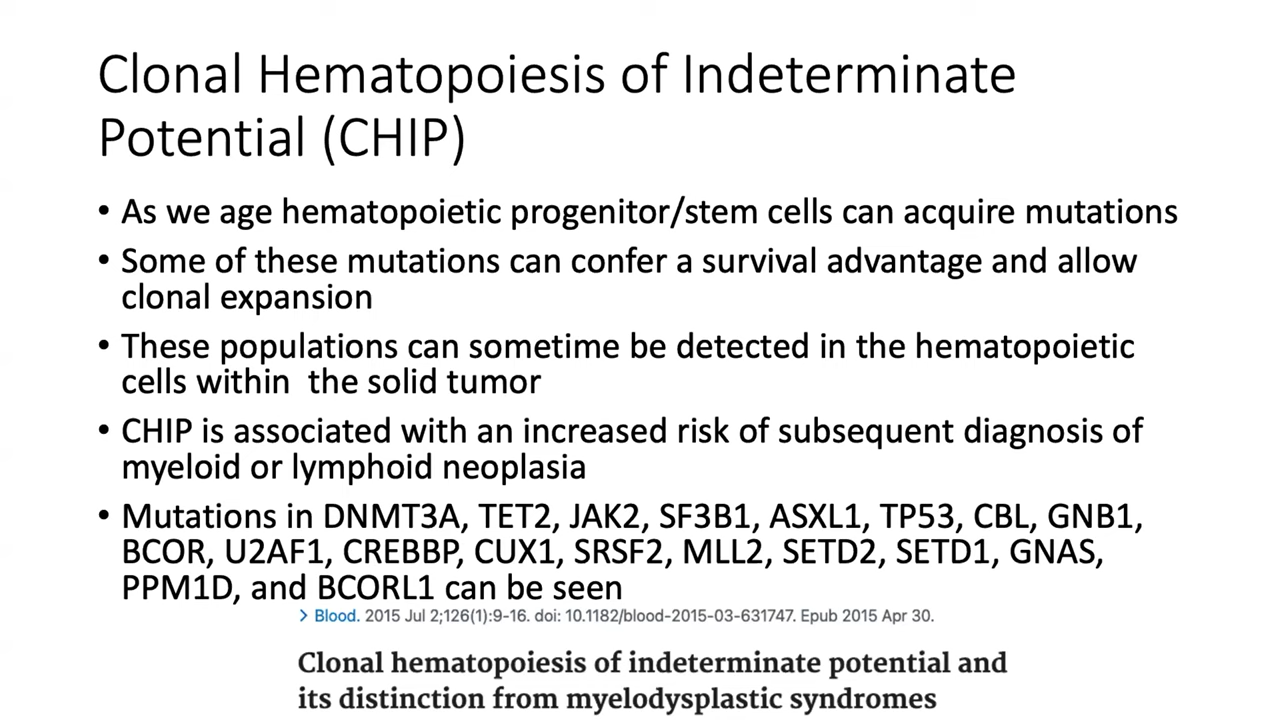 Clonal Hematopoiesis of Indeterminate
Potential (CHIP)
• As we age hematopoietic progenitor/stem cells can acquire mutations
• Some of these mutations can confer a survival advantage and allow
clonal expansion
• These populations can sometime be detected in the hematopoietic
cells within  the solid tumor
• CHIP is associated with an increased risk of subsequent diagnosis of
myeloid or lymphoid neoplasia
• Mutations in DNMT3A, TET2, JAK2, SF3B1, ASXL1, TP53, CBL, GNB1,
BCOR, U2AF1, CREBBP, CUX1, SRSF2, MLL2, SETD2, SETD1, GNAS,
PPM1D, and BCORL1 can be seen
> Blood. 2015 Jul 2;126(1):9-16. doi: 10.1182/blood-2015-03-631747. Epub 2015 Apr 30.
Clonal hematopoiesis of indeterminate potential and
its distinction from myelodysplastic syndromes